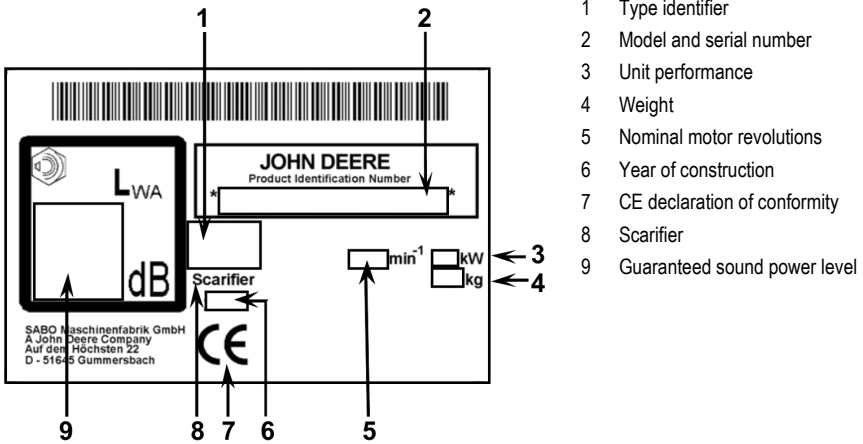 1
2
JOHN DEERE
Product Identification Number
* *
LWA
dB
min-1
kW
kg
3
4
Scarifier
SABO Maschinenfabrik GmbH
A John Deere Company
Auf dem Höchsten 22
D - 51645 Gummersbach
CE
9
8
7
6
5
1 Type identifier
2 Model and serial number
3 Unit performance
4 Weight
5 Nominal motor revolutions
6 Year of construction
7 CE declaration of conformity
8 Scarifier
9 Guaranteed sound power level